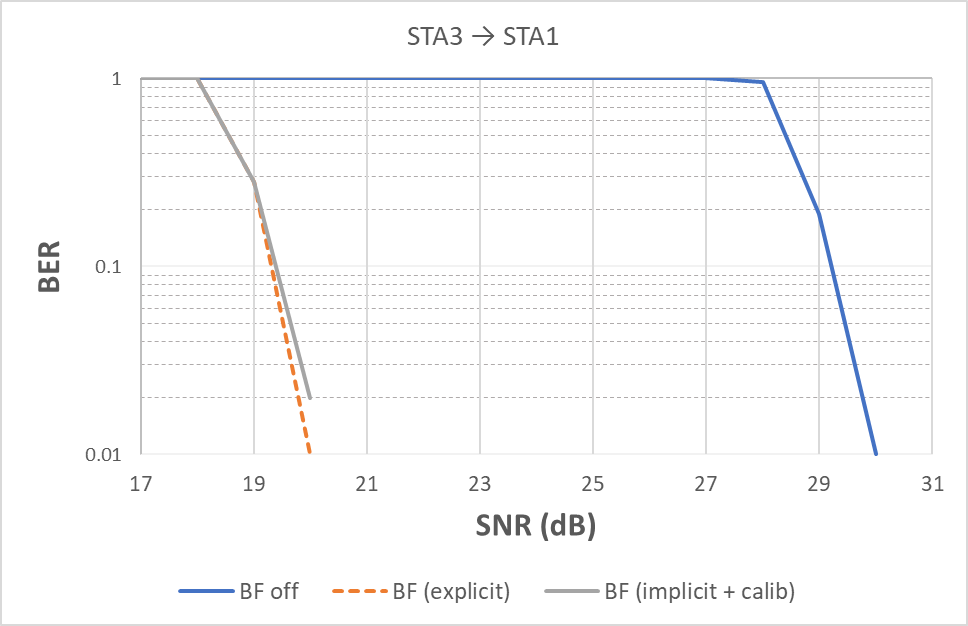 STA3 → STA1
1
0.1
0.01
BER
17 19 21 23 25 27 29 31
SNR (dB)
BF off BF (explicit) BF (implicit + calib)